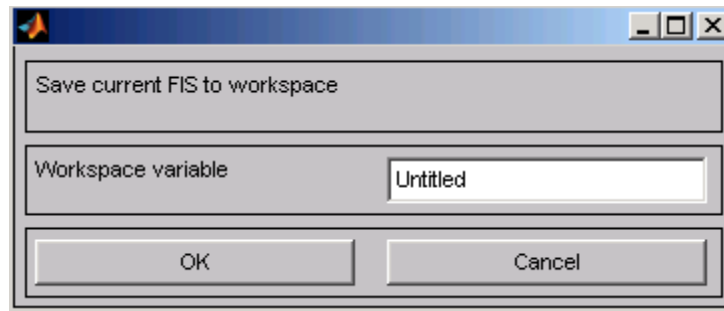 Save current FIS to workspace
Workspace variable Untitled
OK Cancel